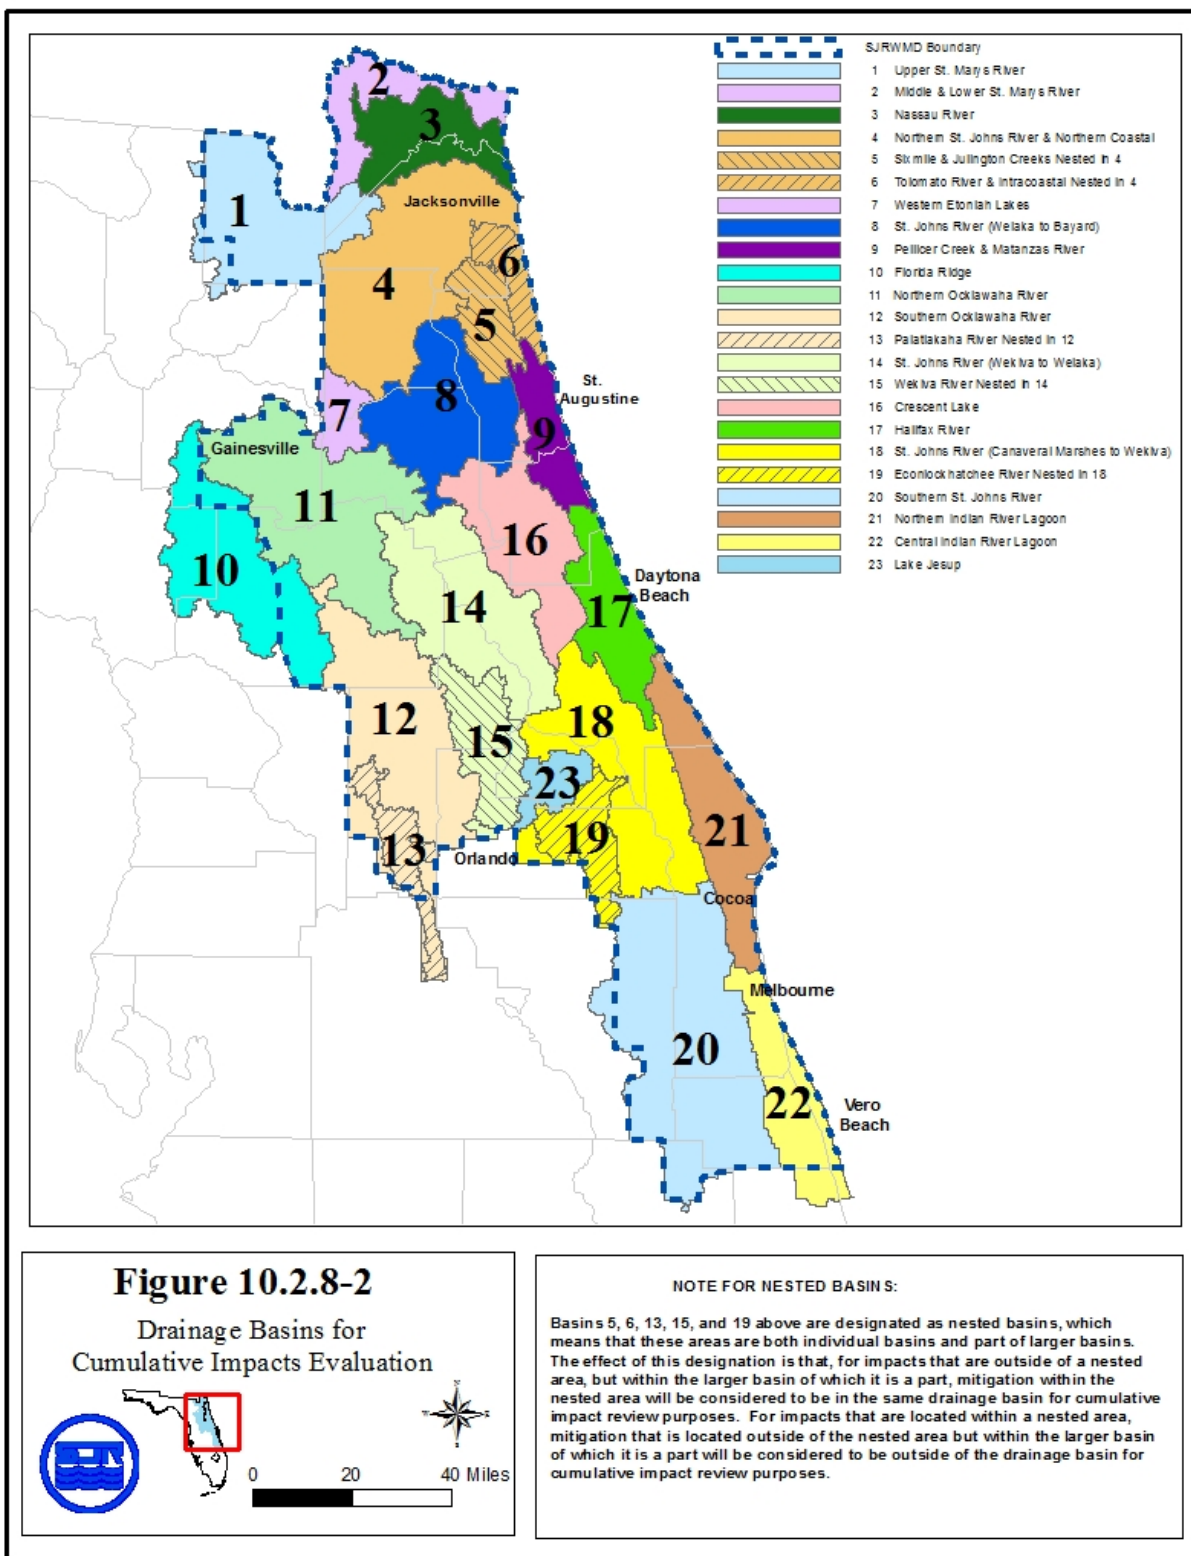 SJRWMD Boundary
1 Upper St. Marys River
2 Middle & Lower St. Marys River
3 Nassau River
4 Northern St. Johns River & Northern Coastal
5 Sixmile & Julington Creeks Nested in 4
6 Tolomato River & Intracoastal Nested in 4
7 Western Etoniah Lakes
8 St. Johns River (Welaka to Bayard)
9 Pellicer Creek & Matanzas River
10 Florida Ridge
11 Northern Ocklawaha River
12 Southern Ocklawaha River
13 Palatlakaha River Nested in 12
14 St. Johns River (Wekiva to Welaka)
15 Wekiva River Nested in 14
16 Crescent Lake
17 Halifax River
18 St. Johns River (Canaveral Marshes to Wekiva)
19 Econlockhatchee River Nested in 18
20 Southern St. Johns River
21 Northern Indian River Lagoon
22 Central Indian River Lagoon
23 Lake Jesup
2
3
1
Jacksonville
6
4
5
St.
Augustine
8
7
9
Gainesville
11
16
10
Daytona
Beach
14
17
12
18
15
23
21
19
13
Orlando
Cocoa
Melbourne
20
22
Vero
Beach
Figure 10.2.8-2
Drainage Basins for
Cumulative Impacts Evaluation
SJR
0 20 40 Miles
NOTE FOR NESTED BASINS:
Basins 5, 6, 13, 15, and 19 above are designated as nested basins, which
means that these areas are both individual basins and part of larger basins.
The effect of this designation is that, for impacts that are outside of a nested
area, but within the larger basin of which it is a part, mitigation within the
nested area will be considered to be in the same drainage basin for cumulative
impact review purposes. For impacts that are located within a nested area,
mitigation that is located outside of the nested area but within the larger basin
of which it is a part will be considered to be outside of the drainage basin for
cumulative impact review purposes.